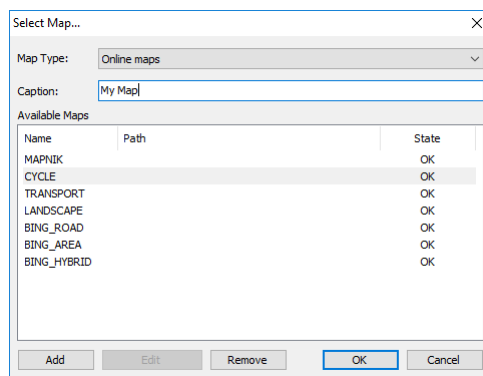 Select Map...
Map Type: Online maps
Caption: My Map
Available Maps
Name Path State
MAPNIK OK
CYCLE OK
TRANSPORT OK
LANDSCAPE OK
BING_ROAD OK
BING_AREA OK
BING_HYBRID OK
Add Edit Remove OK Cancel